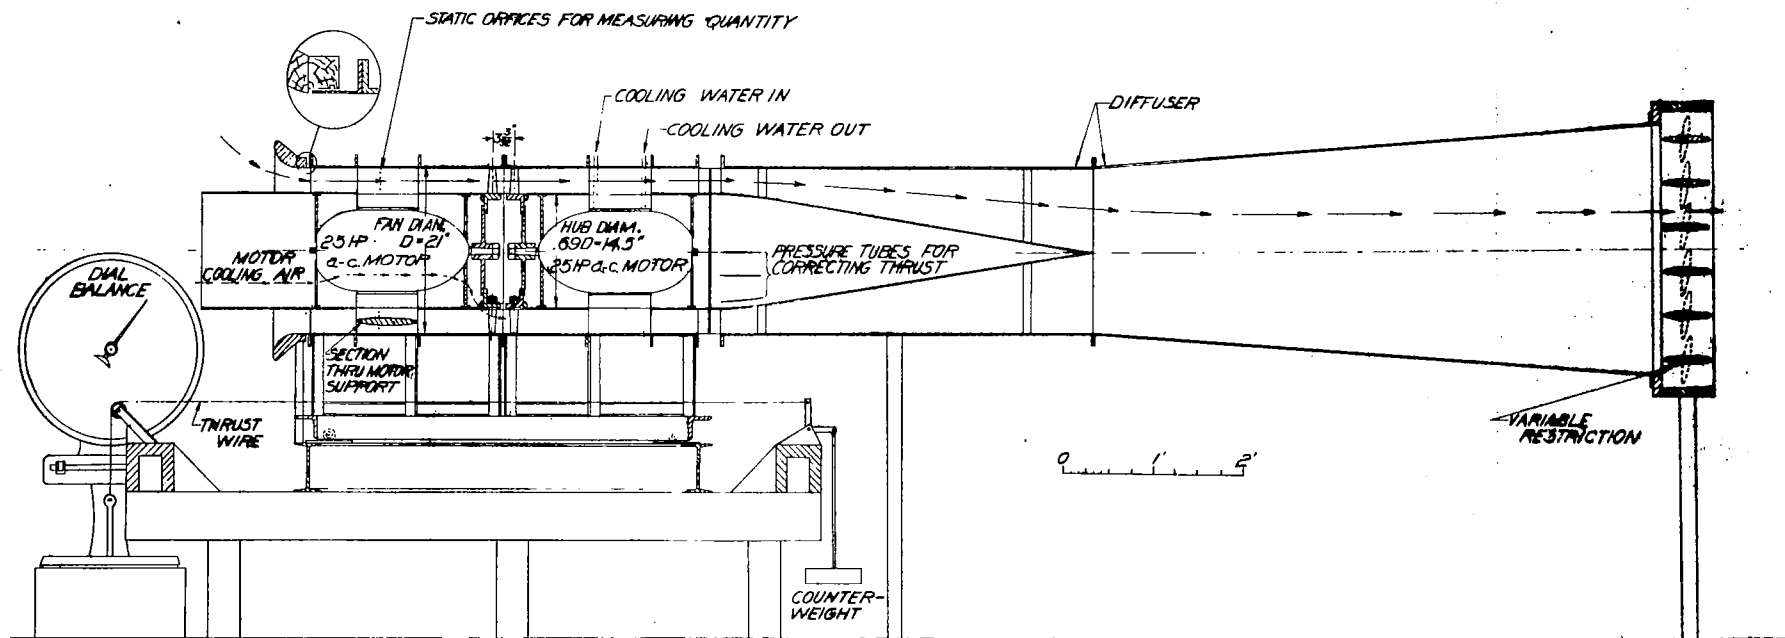 STATIC ORFICES FOR MEASURING QUANTITY
COOLING WATER IN
COOLING WATER OUT
DIFFUSER
3 3/16"
FAN DIAM.
D=21"
25 HP
a-c. MOTOR
HUB DIAM.
.69D=14.5"
25 HP a-c. MOTOR
MOTOR
COOLING AIR
PRESSURE TUBES FOR
CORRECTING THRUST
DIAL
BALANCE
SECTION
THRU MOTOR
SUPPORT
THRUST
WIRE
VARIABLE
RESTRICTION
0 1' 2'
COUNTER-
WEIGHT